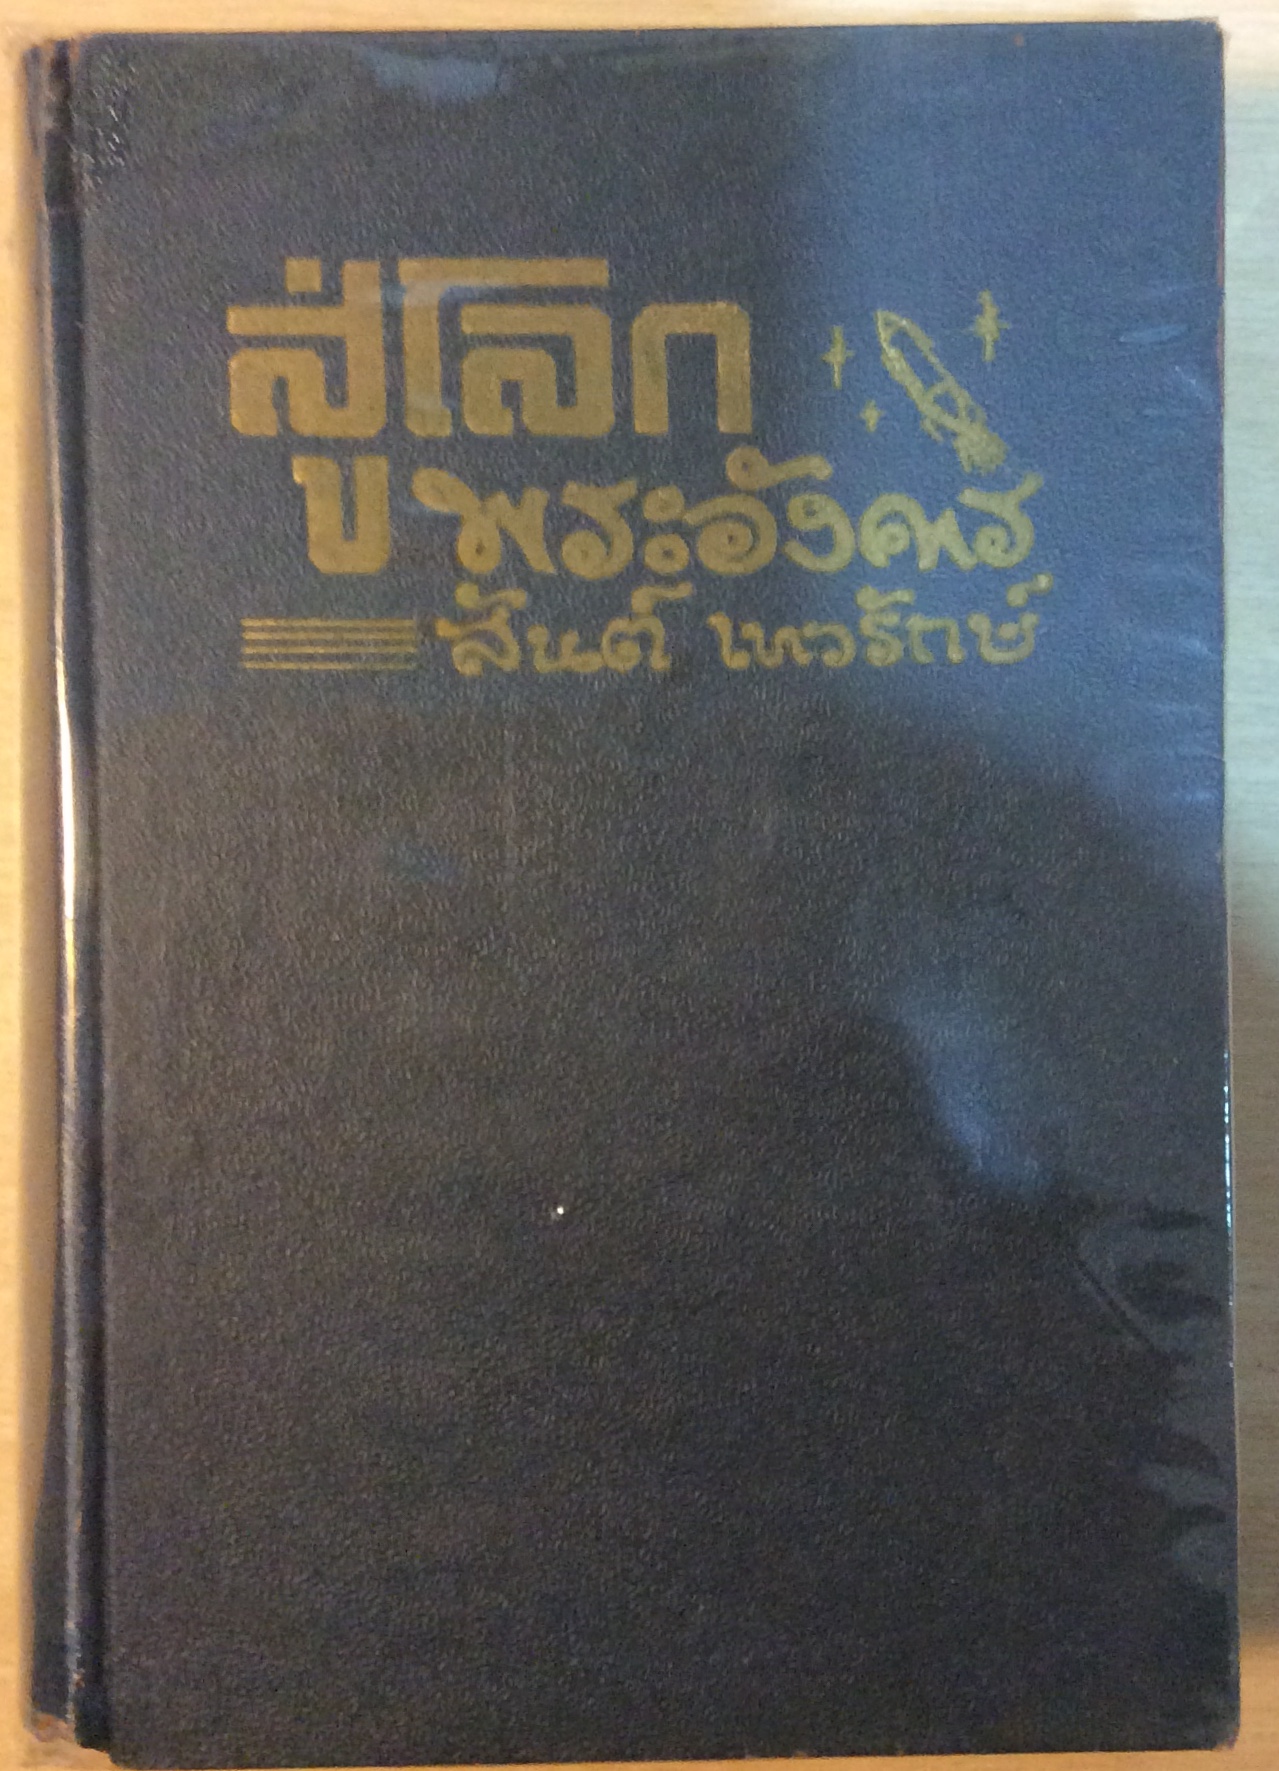 สู่โลก
พระอังคาร
สันต์ เทวรักษ์